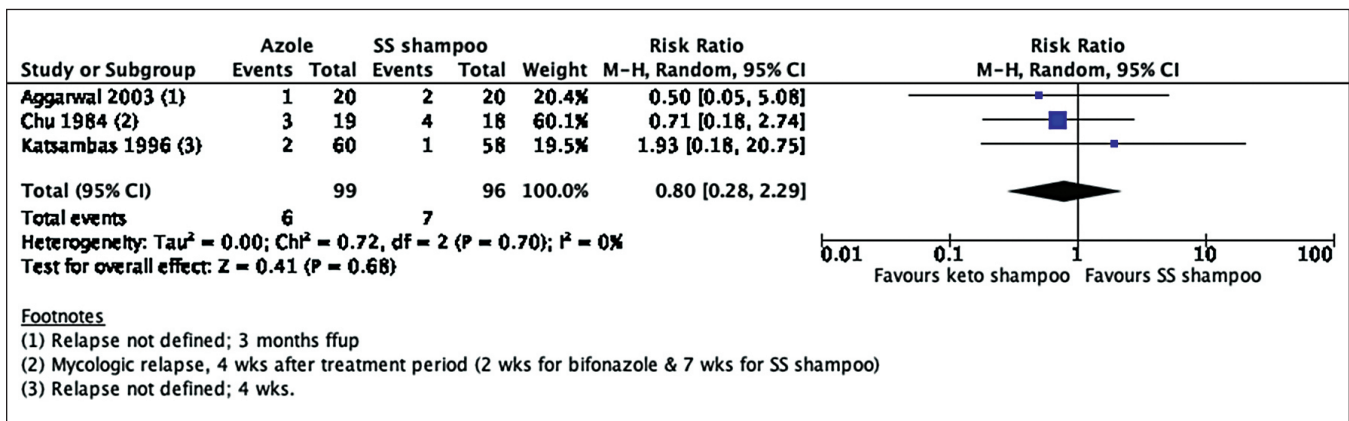 Azole SS shampoo Risk Ratio Risk Ratio
Study or Subgroup Events Total Events Total Weight M-H, Random, 95% CI M-H, Random, 95% CI
Aggarwal 2003 (1) 1 20 2 20 20.4% 0.50 [0.05, 5.08]
Chu 1984 (2) 3 19 4 18 60.1% 0.71 [0.18, 2.74]
Katsambas 1996 (3) 2 60 1 58 19.5% 1.93 [0.18, 20.75]
Total (95% CI) 99 96 100.0% 0.80 [0.28, 2.29]
Total events 6 7
Heterogeneity: Tau² = 0.00; Chi² = 0.72, df = 2 (P = 0.70); I² = 0%
Test for overall effect: Z = 0.41 (P = 0.68)
0.01 0.1 1 10 100
Favours keto shampoo Favours SS shampoo
Footnotes
(1) Relapse not defined; 3 months ffup
(2) Mycologic relapse, 4 wks after treatment period (2 wks for bifonazole & 7 wks for SS shampoo)
(3) Relapse not defined; 4 wks.